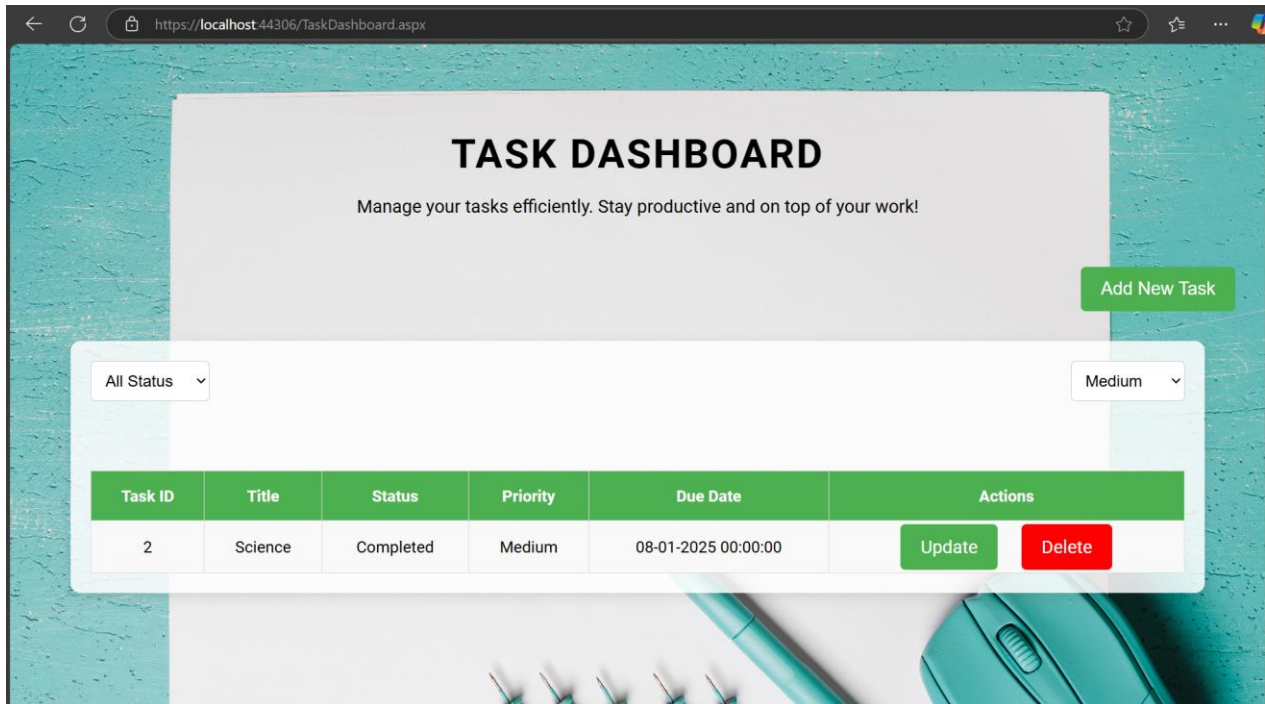 https://localhost:44306/TaskDashboard.aspx
TASK DASHBOARD
Manage your tasks efficiently. Stay productive and on top of your work!
Add New Task
All Status Medium
Task ID Title Status Priority Due Date Actions
2 Science Completed Medium 08-01-2025 00:00:00 Update Delete